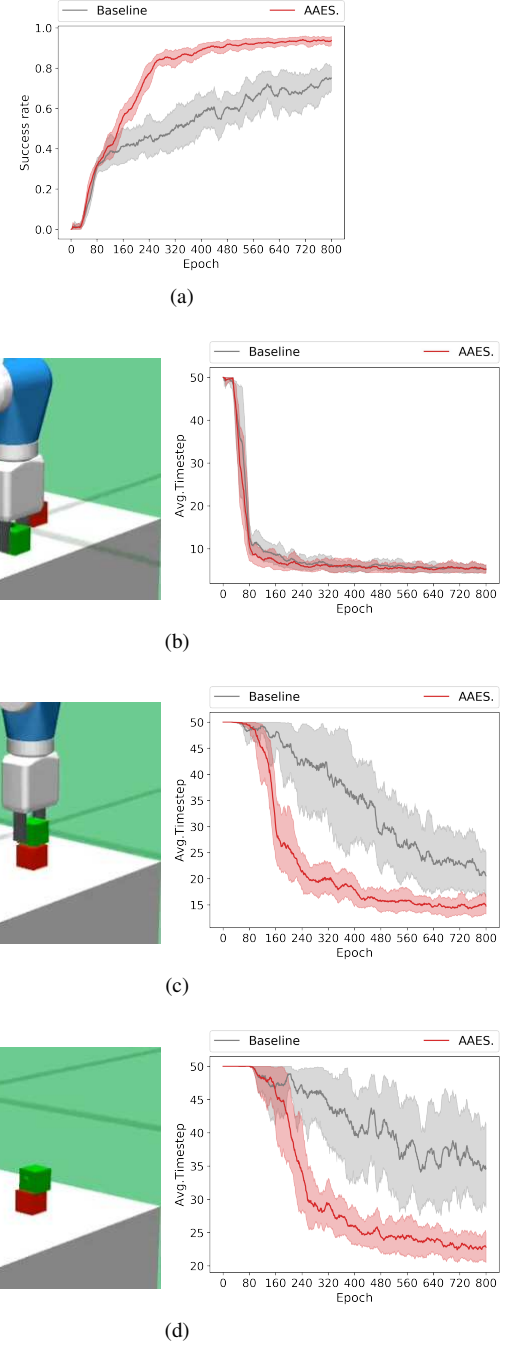 Baseline AAES.
1.0
0.8
0.6
0.4
0.2
0.0
Success rate
0 80 160 240 320 400 480 560 640 720 800
Epoch
(a)
Baseline AAES.
50
40
30
20
10
Avg.Timestep
0 80 160 240 320 400 480 560 640 720 800
Epoch
(b)
Baseline AAES.
50
45
40
35
30
25
20
15
Avg.Timestep
0 80 160 240 320 400 480 560 640 720 800
Epoch
(c)
Baseline AAES.
50
45
40
35
30
25
20
Avg.Timestep
0 80 160 240 320 400 480 560 640 720 800
Epoch
(d)